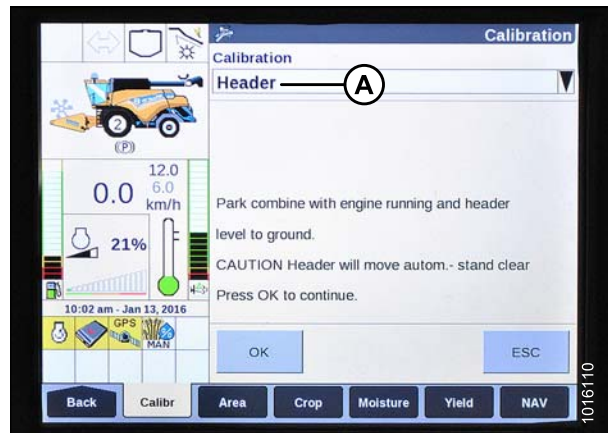 Calibration
Calibration
Header
A
2
(P)
12.0
0.0 6.0
km/h
21%
Park combine with engine running and header
level to ground.
CAUTION Header will move autom.- stand clear
Press OK to continue.
10:02 am - Jan 13, 2016
GPS
MAN
OK
ESC
Back
Calibr
Area
Crop
Moisture
Yield
NAV
1016110